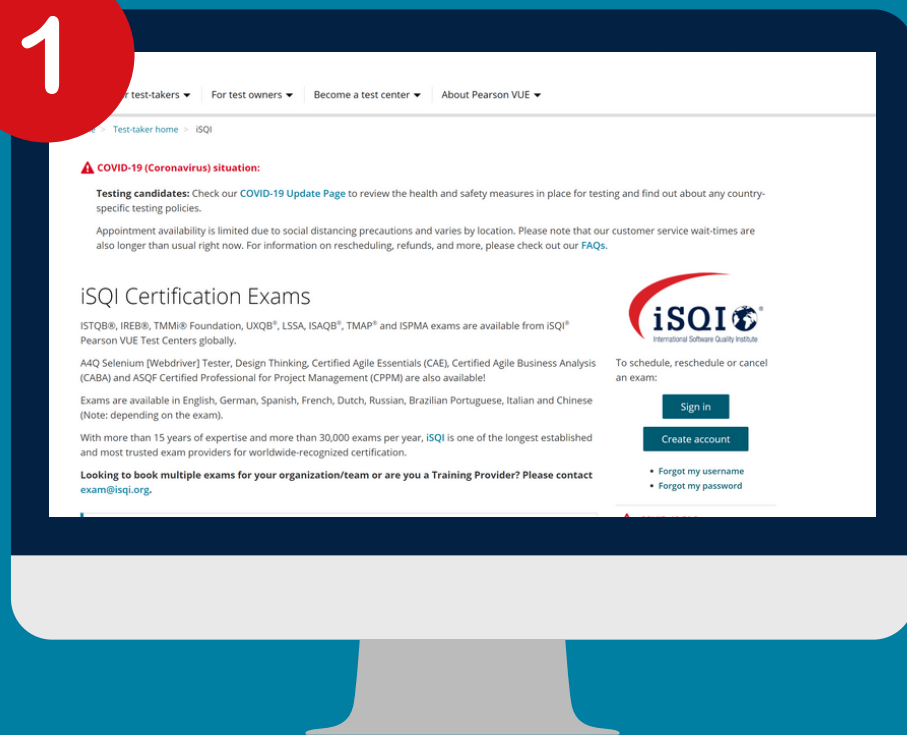 1
test-takers
For test owners
Become a test center
About Pearson VUE
> Test-taker home > iSQI
COVID-19 (Coronavirus) situation:
Testing candidates: Check our COVID-19 Update Page to review the health and safety measures in place for testing and find out about any country-
specific testing policies.
Appointment availability is limited due to social distancing precautions and varies by location. Please note that our customer service wait-times are
also longer than usual right now. For information on rescheduling, refunds, and more, please check out our FAQs.
iSQI Certification Exams
ISTQB®, IREB®, TMMi® Foundation, UXQB®, LSSA, ISAQB®, TMAP® and ISPMA exams are available from iSQI®
Pearson VUE Test Centers globally.
A4Q Selenium [Webdriver] Tester, Design Thinking, Certified Agile Essentials (CAE), Certified Agile Business Analysis
(CABA) and ASQF Certified Professional for Project Management (CPPM) are also available!
Exams are available in English, German, Spanish, French, Dutch, Russian, Brazilian Portuguese, Italian and Chinese
(Note: depending on the exam).
With more than 15 years of expertise and more than 30,000 exams per year, iSQI is one of the longest established
and most trusted exam providers for worldwide-recognized certification.
Looking to book multiple exams for your organization/team or are you a Training Provider? Please contact
exam@isqi.org.
iSQI®
International Software Quality Institute
To schedule, reschedule or cancel
an exam:
Sign in
Create account
• Forgot my username
• Forgot my password